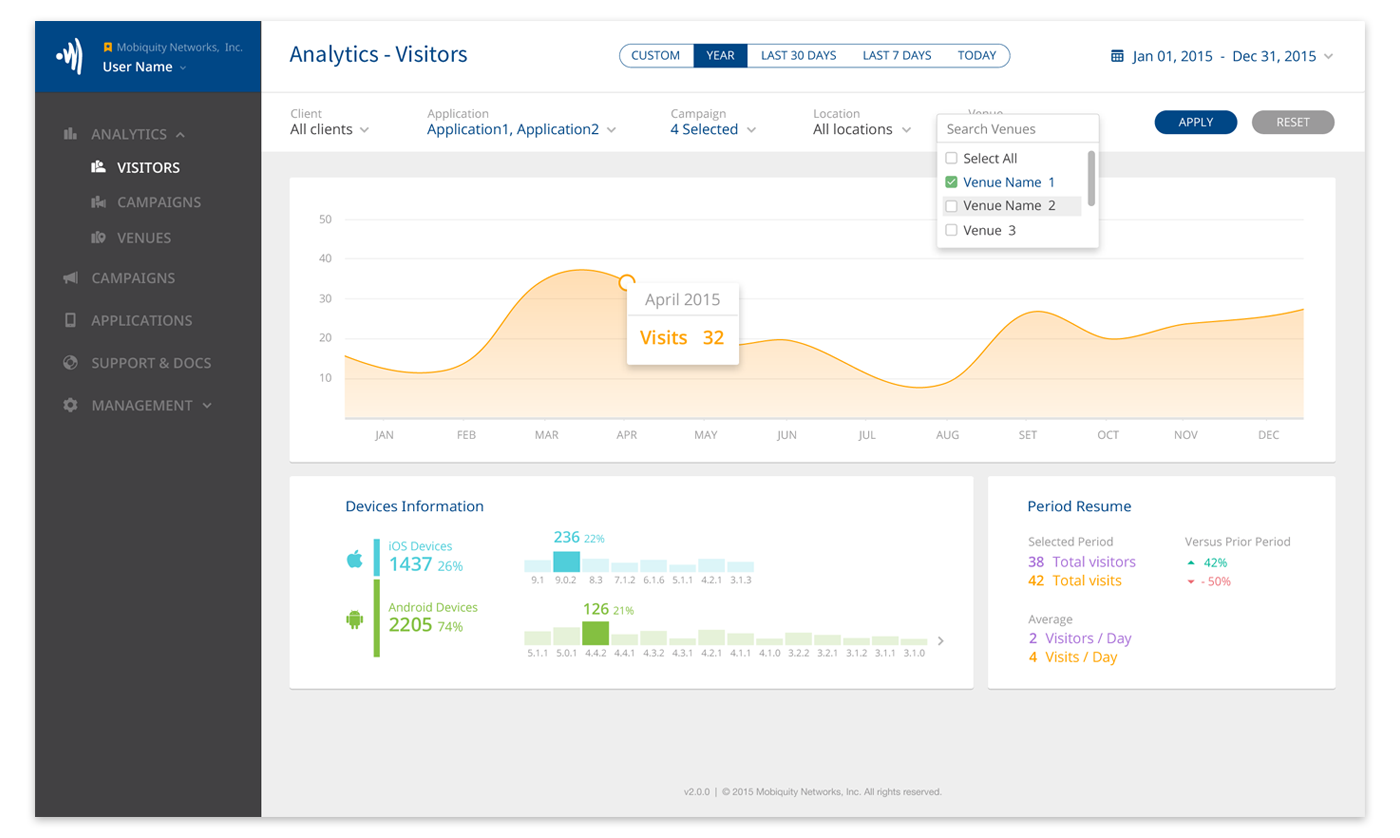 Mobiquity Networks, Inc.
User Name
ANALYTICS
VISITORS
CAMPAIGNS
VENUES
CAMPAIGNS
APPLICATIONS
SUPPORT & DOCS
MANAGEMENT
Analytics - Visitors
CUSTOM YEAR LAST 30 DAYS LAST 7 DAYS TODAY
Jan 01, 2015 - Dec 31, 2015
Client Application Campaign Location Venue
All clients Application1, Application2 4 Selected All locations
APPLY RESET
Search Venues
Select All
Venue Name 1
Venue Name 2
Venue 3
50
40
30
20
10
April 2015
Visits 32
JAN FEB MAR APR MAY JUN JUL AUG SET OCT NOV DEC
Devices Information
iOS Devices
1437 26%
236 22%
9.1 9.0.2 8.3 7.1.2 6.1.6 5.1.1 4.2.1 3.1.3
Android Devices
2205 74%
126 21%
5.1.1 5.0.1 4.4.2 4.4.1 4.3.2 4.3.1 4.2.1 4.1.1 4.1.0 3.2.2 3.2.1 3.1.2 3.1.1 3.1.0
Period Resume
Selected Period Versus Prior Period
38 Total visitors 42%
42 Total visits - 50%
Average
2 Visitors / Day
4 Visits / Day
v2.0.0 | © 2015 Mobiquity Networks, Inc. All rights reserved.